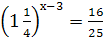 (1 1/4)^(x−3) = 16/25